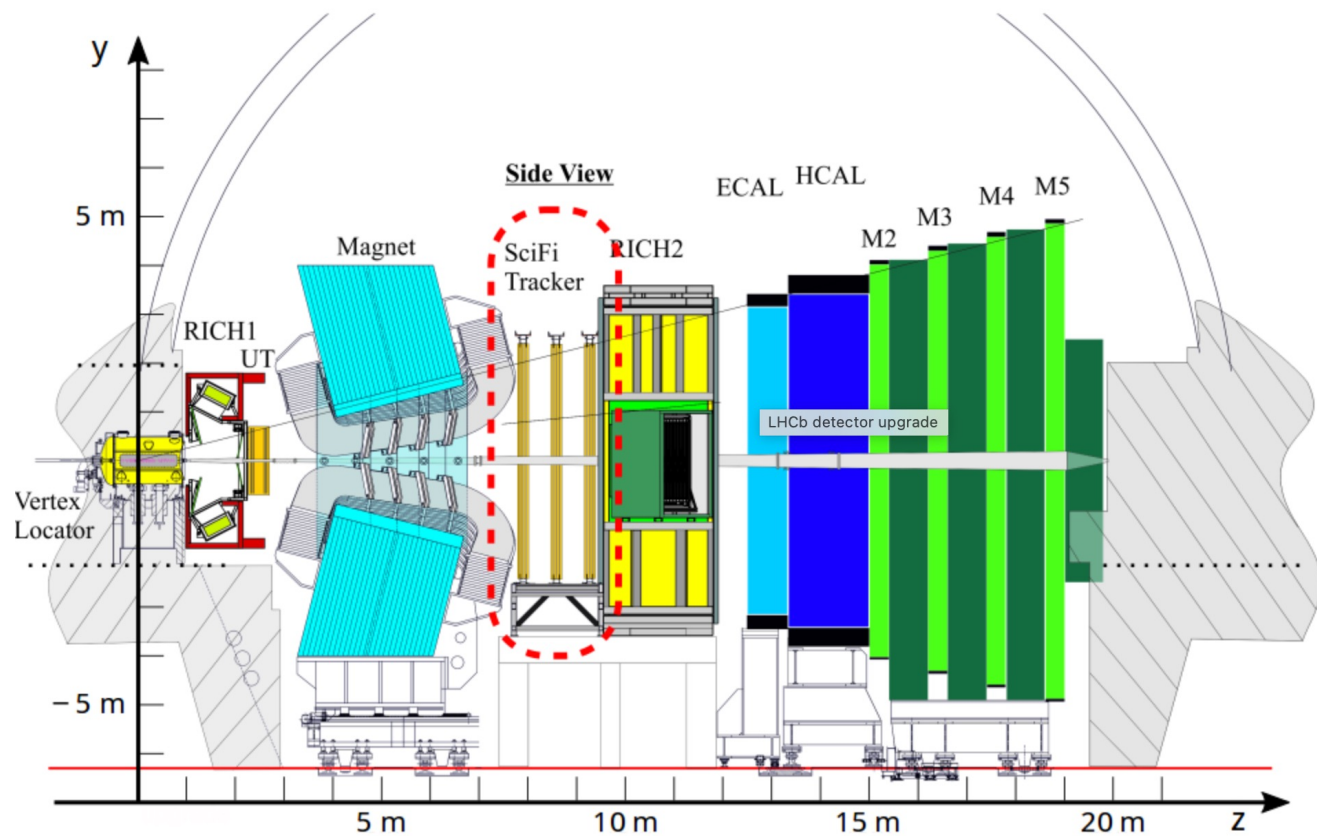 y
5 m
Side View
ECAL
HCAL
M5
M4
M3
M2
Magnet
SciFi
Tracker
RICH2
RICH1
UT
LHCb detector upgrade
Vertex
Locator
− 5 m
5 m
10 m
15 m
20 m
z